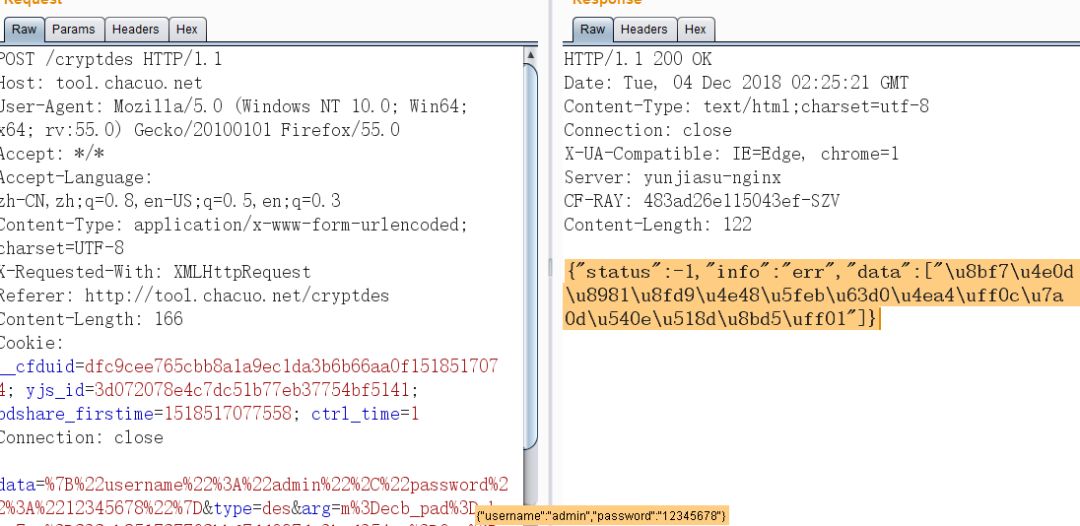 Request
Raw Params Headers Hex
POST /cryptdes HTTP/1.1
Host: tool.chacuo.net
User-Agent: Mozilla/5.0 (Windows NT 10.0; Win64;
x64; rv:55.0) Gecko/20100101 Firefox/55.0
Accept: */*
Accept-Language:
zh-CN,zh;q=0.8,en-US;q=0.5,en;q=0.3
Content-Type: application/x-www-form-urlencoded;
charset=UTF-8
X-Requested-With: XMLHttpRequest
Referer: http://tool.chacuo.net/cryptdes
Content-Length: 166
Cookie:
__cfduid=dfc9cee765cbb8a1a9ec1da3b6b66aa0f151851707
4; yjs_id=3d072078e4c7dc51b77eb37754bf5141;
bdshare_firstime=1518517077558; ctrl_time=1
Connection: close
data=%7B%22username%22%3A%22admin%22%2C%22password%2
2%3A%2212345678%22%7D&type=des&arg=m%3Decb_pad%3D
Response
Raw Headers Hex
HTTP/1.1 200 OK
Date: Tue, 04 Dec 2018 02:25:21 GMT
Content-Type: text/html;charset=utf-8
Connection: close
X-UA-Compatible: IE=Edge, chrome=1
Server: yunjiasu-nginx
CF-RAY: 483ad26e115043ef-SZV
Content-Length: 122
{"status":-1,"info":"err","data":["\u8bf7\u4e0d
\u8981\u8fd9\u4e48\u5feb\u63d0\u4ea4\uff0c\u7a
0d\u540e\u518d\u8bd5\uff01"]}
{"username":"admin","password":"12345678"}